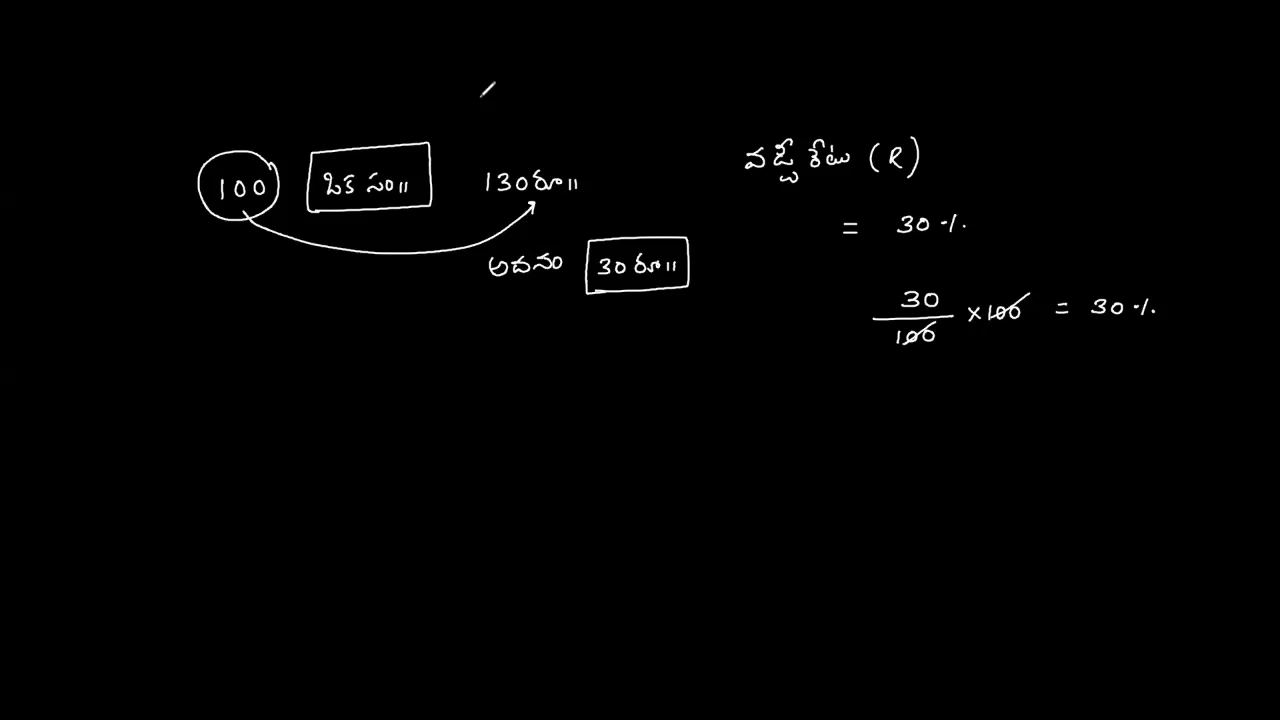 100 ఒక సం॥ 130రూ॥
అదనం 30రూ॥
వడ్డీ రేటు (R)
= 30%
30/100 ×100 = 30%